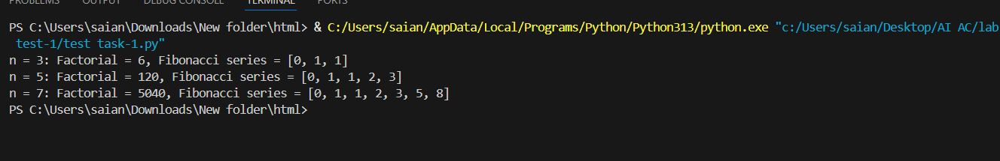 PROBLEMS OUTPUT DEBUG CONSOLE TERMINAL PORTS
PS C:\Users\saian\Downloads\New folder\html> & C:/Users/saian/AppData/Local/Programs/Python/Python313/python.exe "c:/Users/saian/Desktop/AI AC/lab
test-1/test task-1.py"
n = 3: Factorial = 6, Fibonacci series = [0, 1, 1]
n = 5: Factorial = 120, Fibonacci series = [0, 1, 1, 2, 3]
n = 7: Factorial = 5040, Fibonacci series = [0, 1, 1, 2, 3, 5, 8]
PS C:\Users\saian\Downloads\New folder\html>